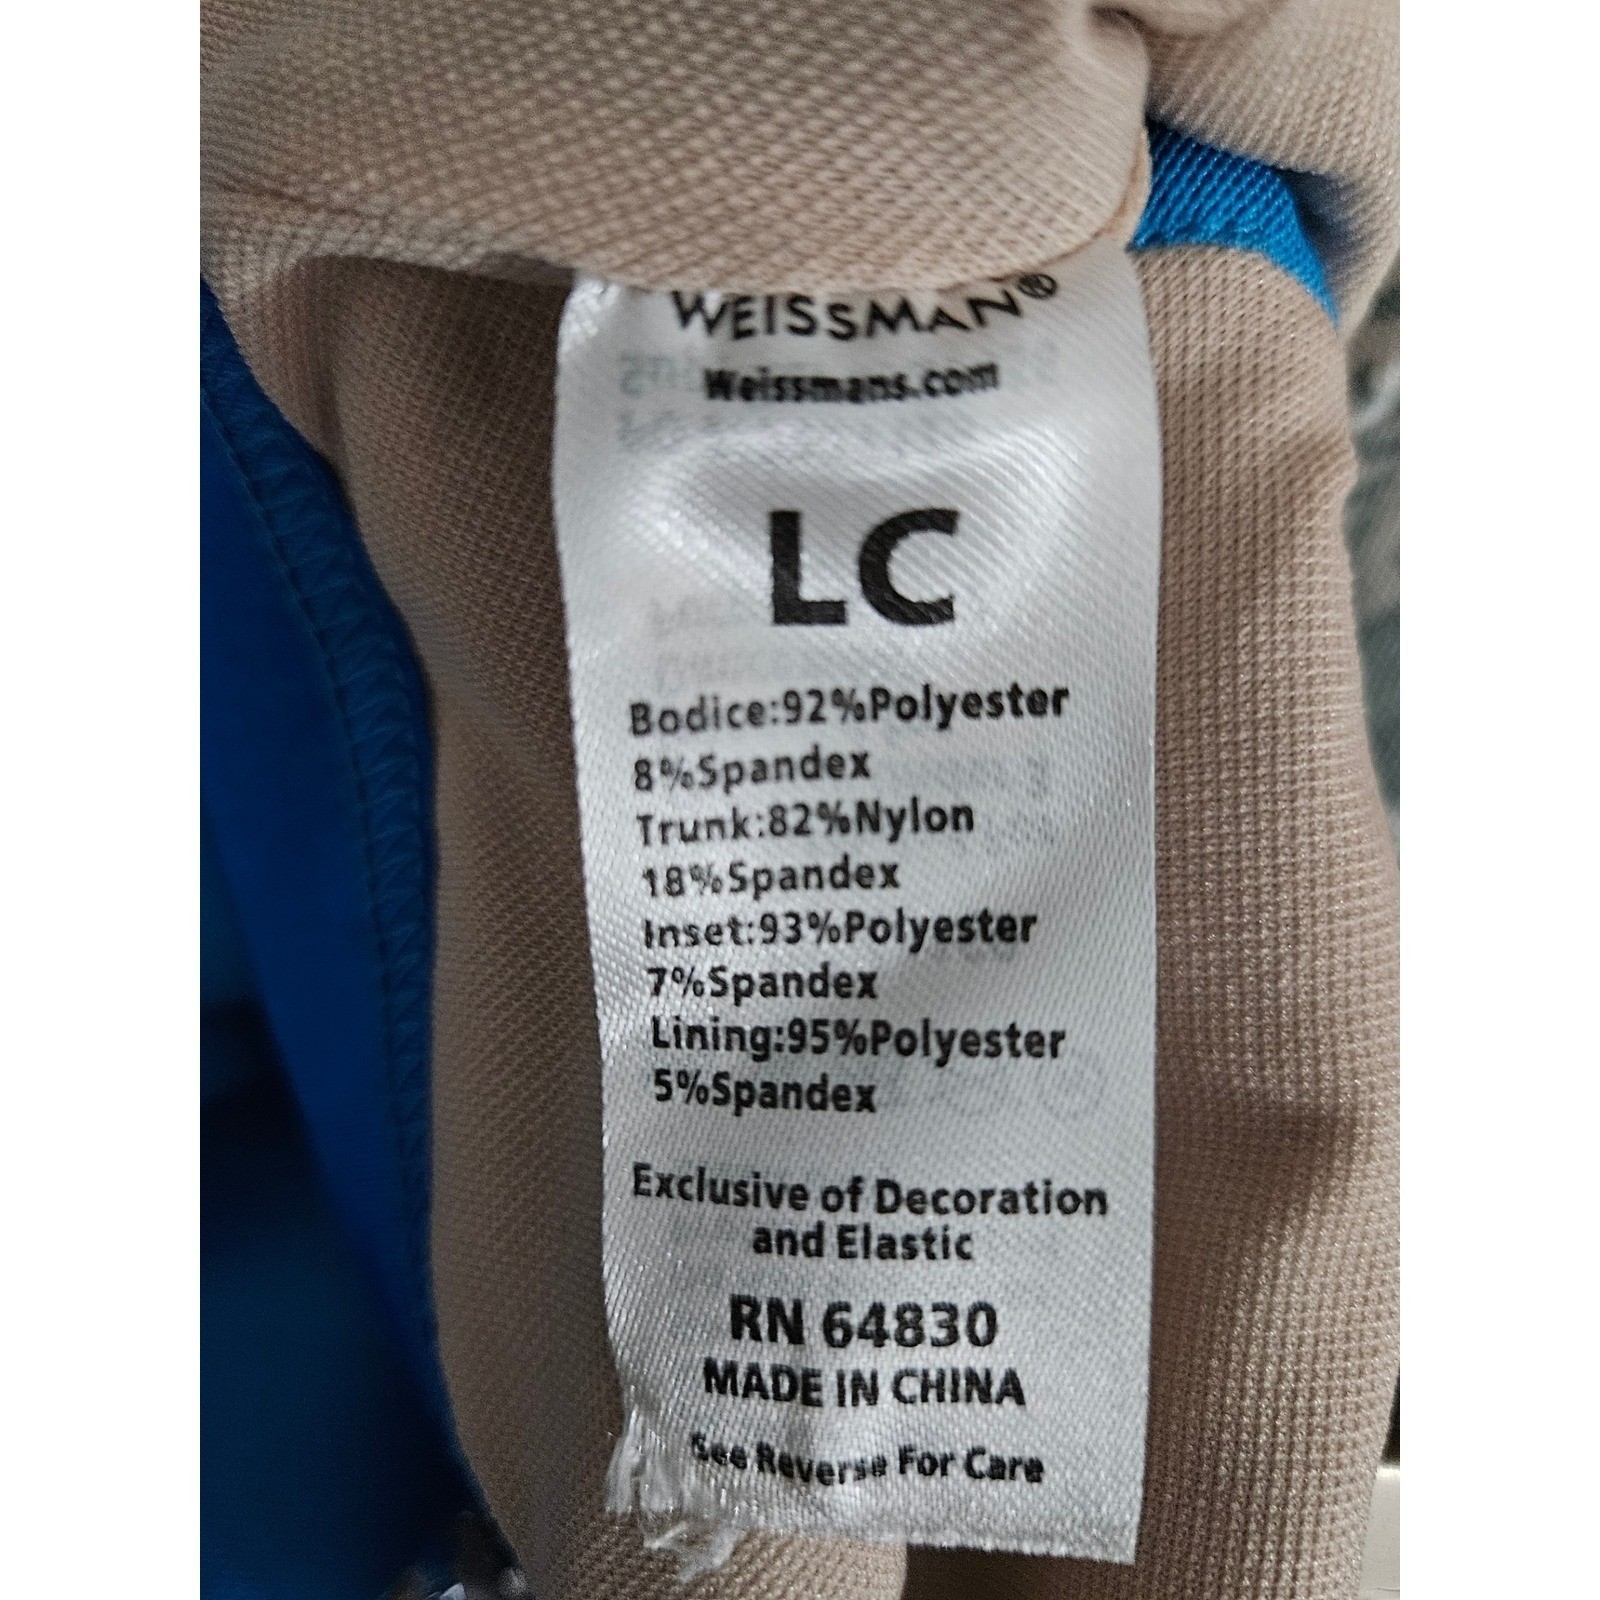 WEISSMAN®
Weissmans.com
LC
Bodice:92%Polyester
8%Spandex
Trunk:82%Nylon
18%Spandex
Inset:93%Polyester
7%Spandex
Lining:95%Polyester
5%Spandex
Exclusive of Decoration
and Elastic
RN 64830
MADE IN CHINA
See Reverse For Care